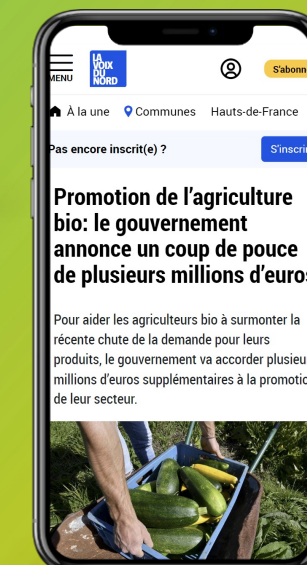 LA
VOIX
DU
NORD
MENU
S'abonn
À la une Communes Hauts-de-France
Pas encore inscrit(e) ?
S'inscri
Promotion de l'agriculture
bio: le gouvernement
annonce un coup de pouce
de plusieurs millions d'euros
Pour aider les agriculteurs bio à surmonter la
récente chute de la demande pour leurs
produits, le gouvernement va accorder plusieu
millions d'euros supplémentaires à la promotio
de leur secteur.